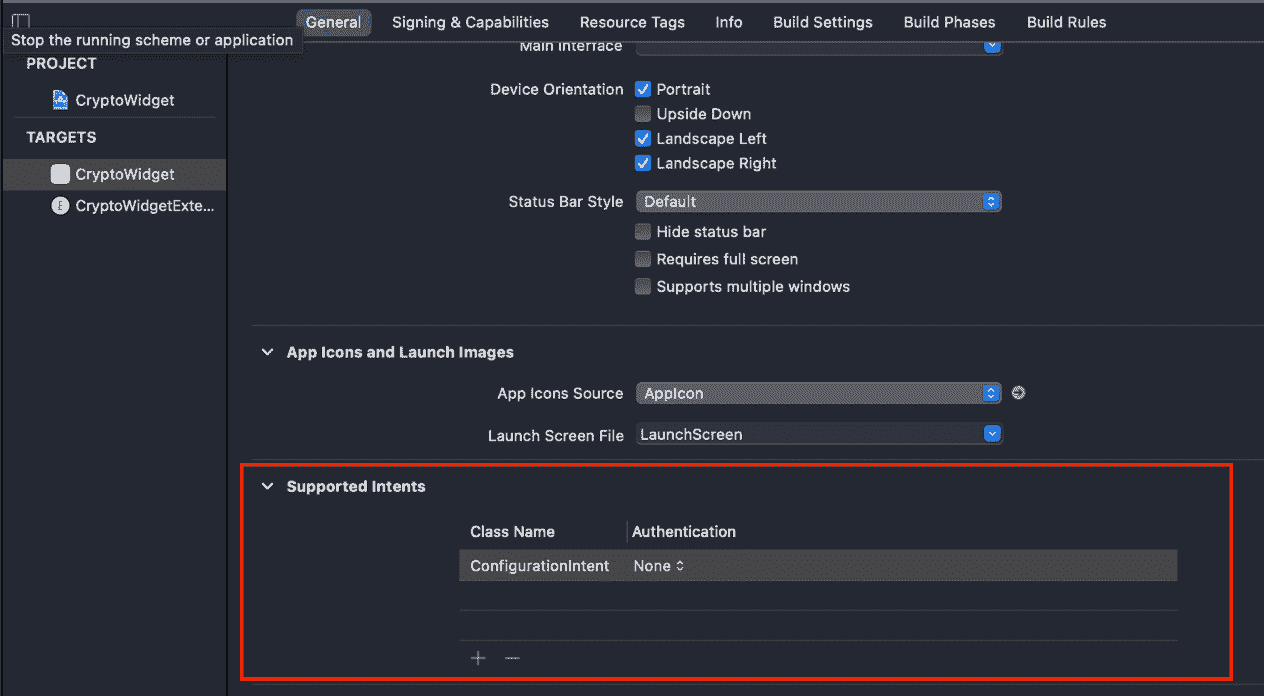 General Signing & Capabilities Resource Tags Info Build Settings Build Phases Build Rules
Stop the running scheme or application
Main Interface
PROJECT
CryptoWidget
TARGETS
CryptoWidget
E CryptoWidgetExte...
Device Orientation Portrait
Upside Down
Landscape Left
Landscape Right
Status Bar Style Default
Hide status bar
Requires full screen
Supports multiple windows
App Icons and Launch Images
App Icons Source AppIcon
Launch Screen File LaunchScreen
Supported Intents
Class Name Authentication
ConfigurationIntent None